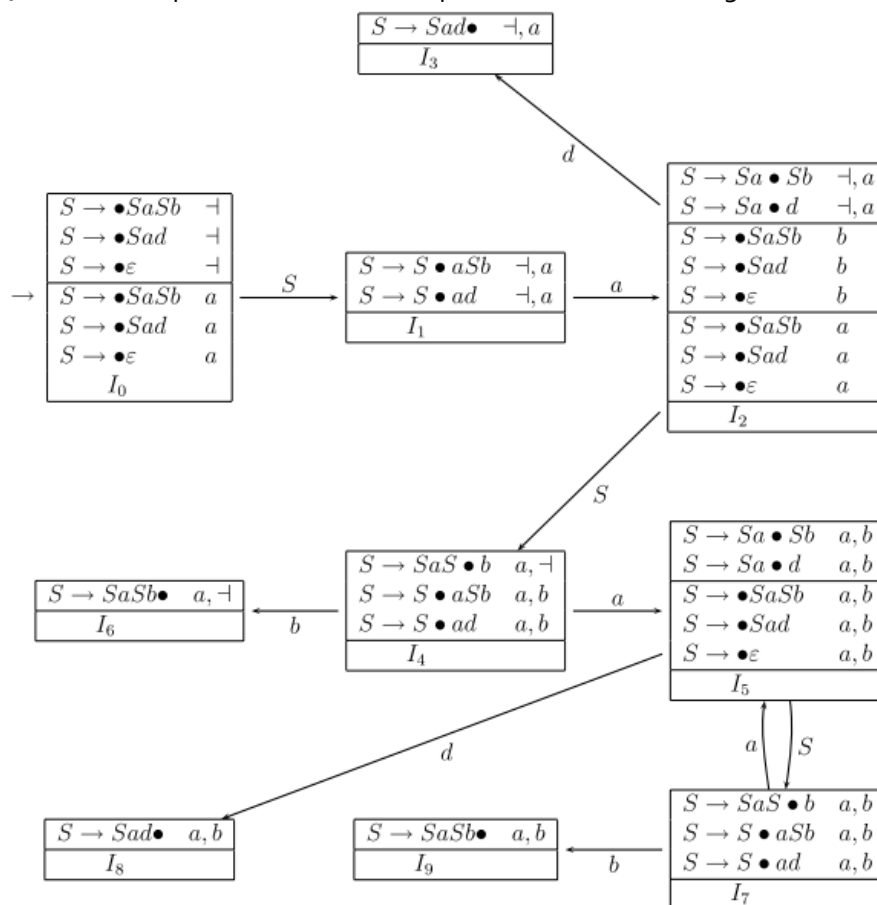 S → Sad● ⊣, a
I₃
d
S → Sa ● Sb ⊣, a
S → Sa ● d ⊣, a
S → ●SaSb b
S → ●Sad b
S → ●ε b
S → ●SaSb a
S → ●Sad a
S → ●ε a
I₂
S → ●SaSb ⊣
S → ●Sad ⊣
S → ●ε ⊣
→ S → ●SaSb a
S → ●Sad a
S → ●ε a
I₀
S
S → S ● aSb ⊣, a
S → S ● ad ⊣, a
I₁
a
S
S → SaSb● a, ⊣
I₆
b
S → SaS ● b a, ⊣
S → S ● aSb a, b
S → S ● ad a, b
I₄
a
S → Sa ● Sb a, b
S → Sa ● d a, b
S → ●SaSb a, b
S → ●Sad a, b
S → ●ε a, b
I₅
d
a S
S → Sad● a, b
I₈
S → SaSb● a, b
I₉
b
S → SaS ● b a, b
S → S ● aSb a, b
S → S ● ad a, b
I₇